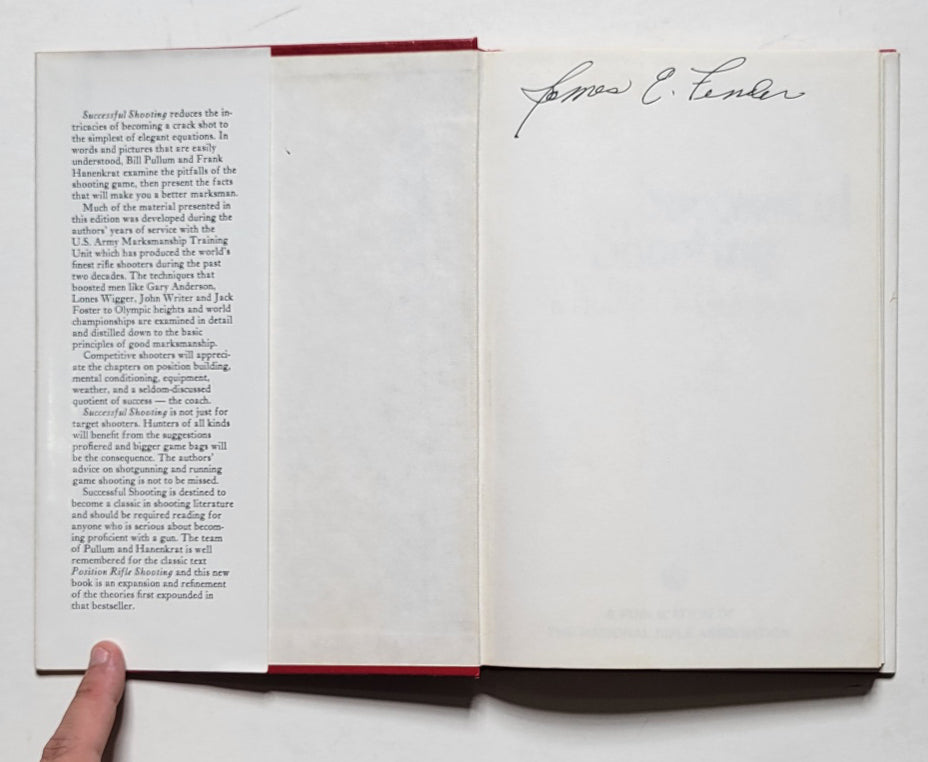 Successful Shooting reduces the in-
tricacies of becoming a crack shot to
the simplest of elegant equations. In
words and pictures that are easily
understood, Bill Pullum and Frank
Hanenkrat examine the pitfalls of the
shooting game, then present the facts
that will make you a better marksman.
Much of the material presented in
this edition was developed during the
authors' years of service with the
U.S. Army Marksmanship Training
Unit which has produced the world's
finest rifle shooters during the past
two decades. The techniques that
boosted men like Gary Anderson,
Lones Wigger, John Writer and Jack
Foster to Olympic heights and world
championships are examined in detail
and distilled down to the basic
principles of good marksmanship.
Competitive shooters will appreci-
ate the chapters on position building,
mental conditioning, equipment,
weather, and a seldom-discussed
quotient of success — the coach.
Successful Shooting is not just for
target shooters. Hunters of all kinds
will benefit from the suggestions
proffered and bigger game bags will
be the consequence. The authors'
advice on shotgunning and running
game shooting is not to be missed.
Successful Shooting is destined to
become a classic in shooting literature
and should be required reading for
anyone who is serious about becom-
ing proficient with a gun. The team
of Pullum and Hanenkrat is well
remembered for the classic text
Position Rifle Shooting and this new
book is an expansion and refinement
of the theories first expounded in
that bestseller.
James E. Fender
A PUBLICATION OF
THE NATIONAL RIFLE ASSOCIATION